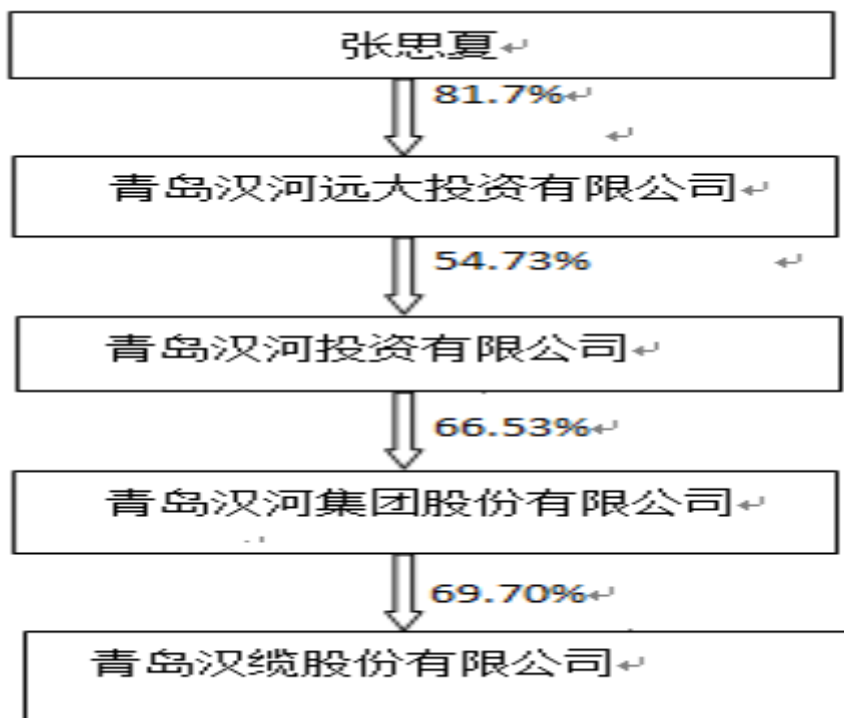 张思夏
81.7%
青岛汉河远大投资有限公司
54.73%
青岛汉河投资有限公司
66.53%
青岛汉河集团股份有限公司
69.70%
青岛汉缆股份有限公司